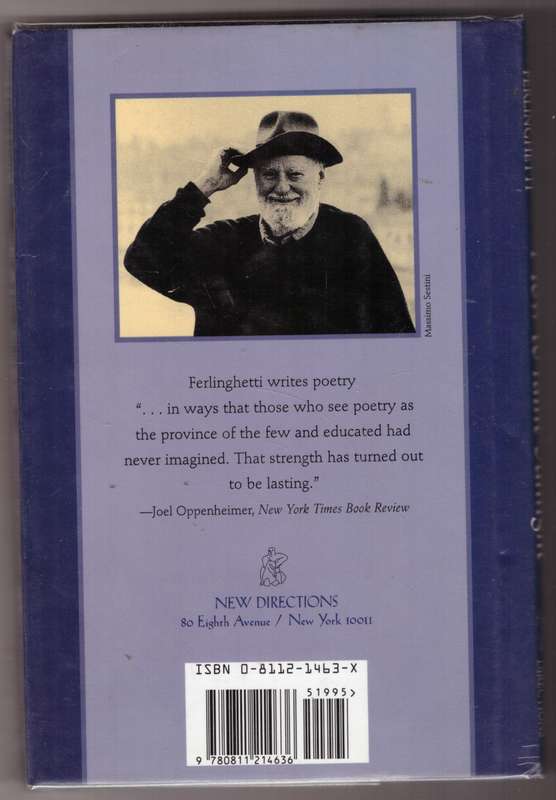 Massimo Sestini
Ferlinghetti writes poetry
“. . . in ways that those who see poetry as
the province of the few and educated had
never imagined. That strength has turned out
to be lasting.”
—Joel Oppenheimer, New York Times Book Review
NEW DIRECTIONS
80 Eighth Avenue / New York 10011
ISBN 0-8112-1463-X
51995>
9 780811 214636
FERLINGHETTI